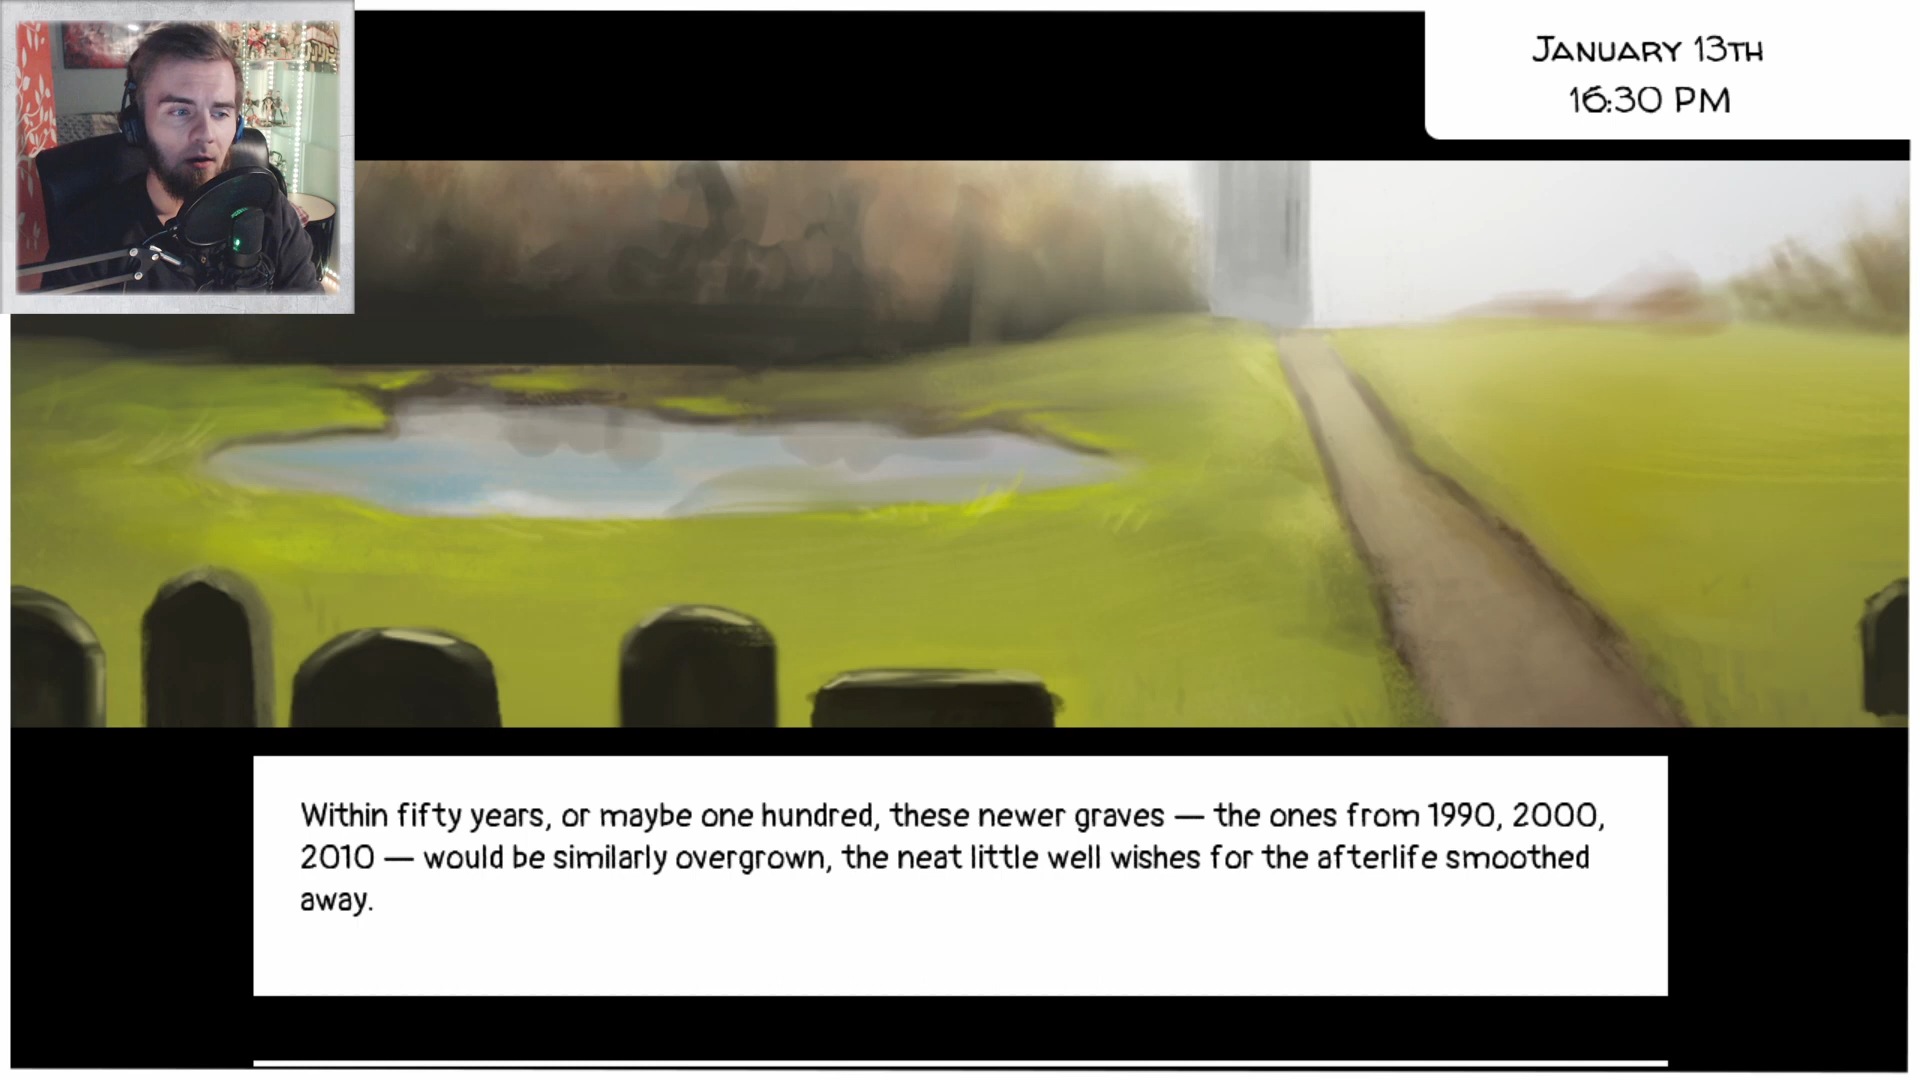 January 13th
16:30 PM
Within fifty years, or maybe one hundred, these newer graves — the ones from 1990, 2000,
2010 — would be similarly overgrown, the neat little well wishes for the afterlife smoothed
away.